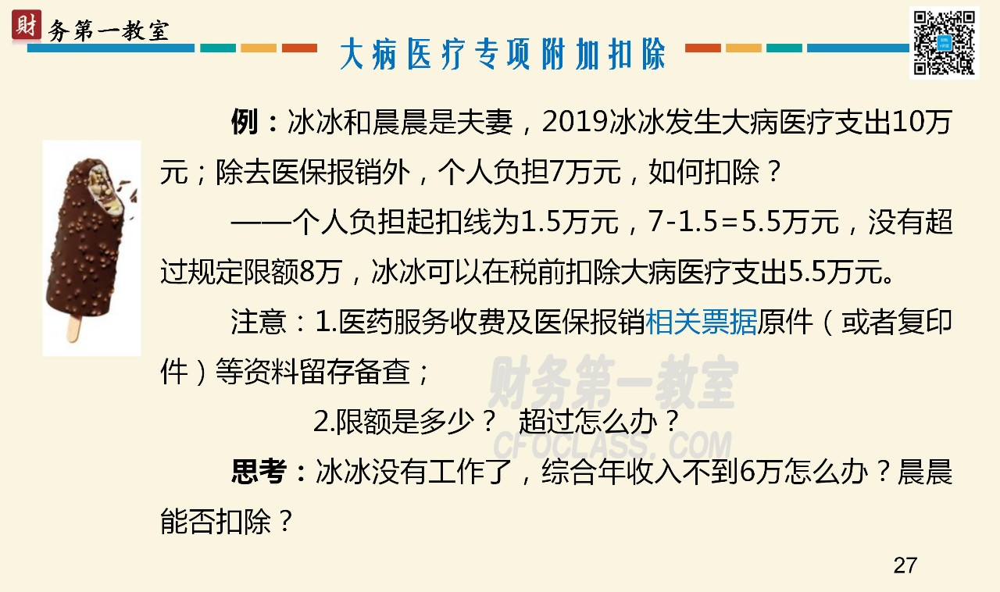 財务第一教室
大病医疗专项附加扣除
例：冰冰和晨晨是夫妻，2019冰冰发生大病医疗支出10万
元；除去医保报销外，个人负担7万元，如何扣除？
——个人负担起扣线为1.5万元，7-1.5=5.5万元，没有超
过规定限额8万，冰冰可以在税前扣除大病医疗支出5.5万元。
注意：1.医药服务收费及医保报销相关票据原件（或者复印
件）等资料留存备查；
2.限额是多少？ 超过怎么办？
思考：冰冰没有工作了，综合年收入不到6万怎么办？晨晨
能否扣除？
财务第一教室
CFOCLASS.COM
27